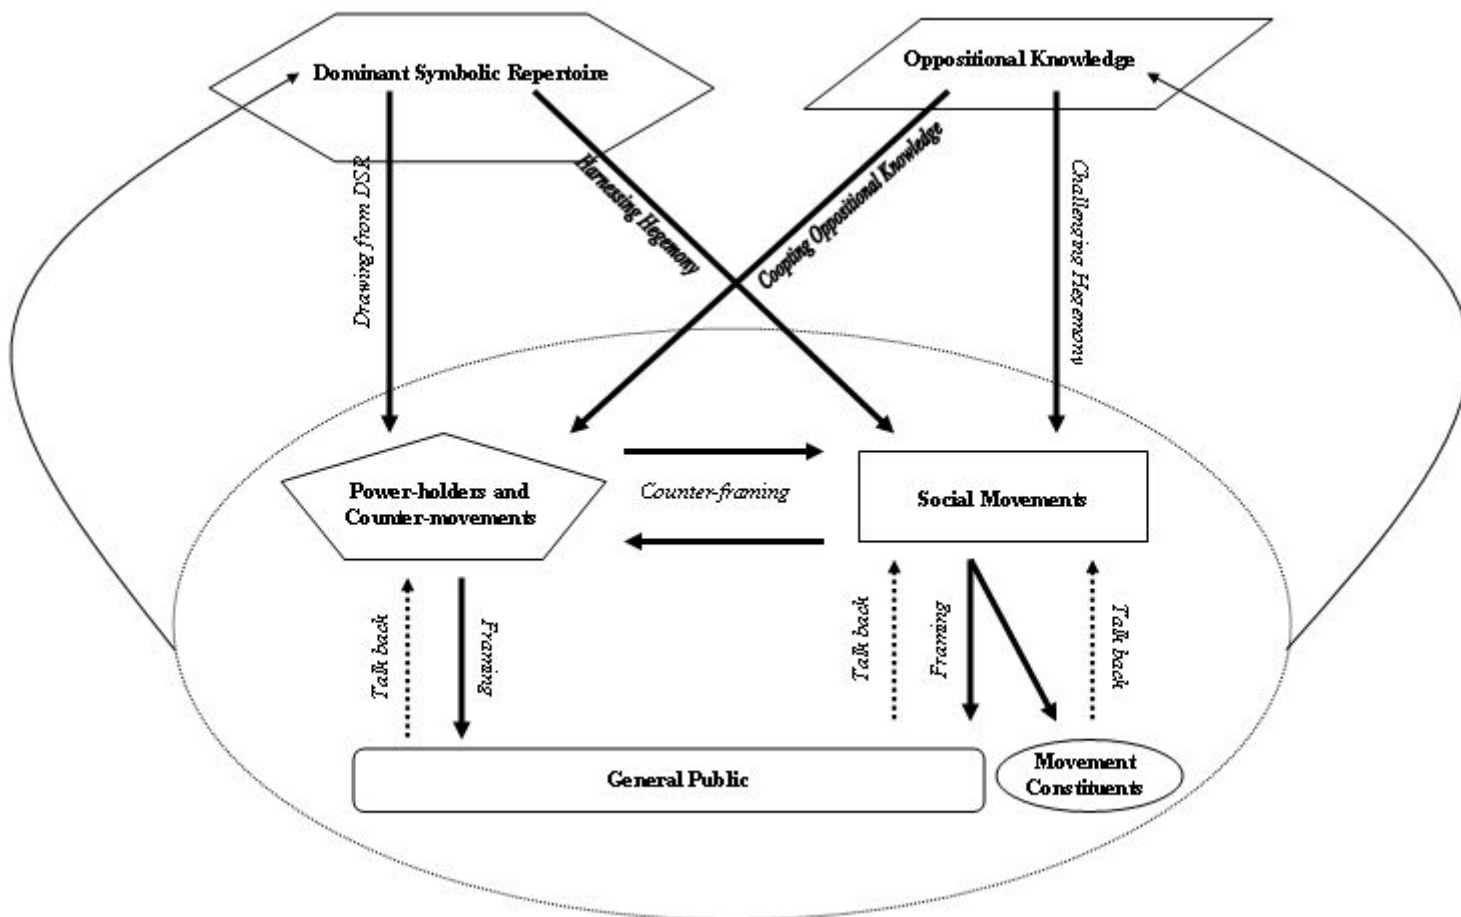 Dominant Symbolic Repertoire
Oppositional Knowledge
Drawing from DSR
Harnessing Hegemony
Coopting Oppositional Knowledge
Challenging Hegemony
Power-holders and
Counter-movements
Counter-framing
Social Movements
Talk back
Framing
Talk back
Framing
Talk back
General Public
Movement
Constituents